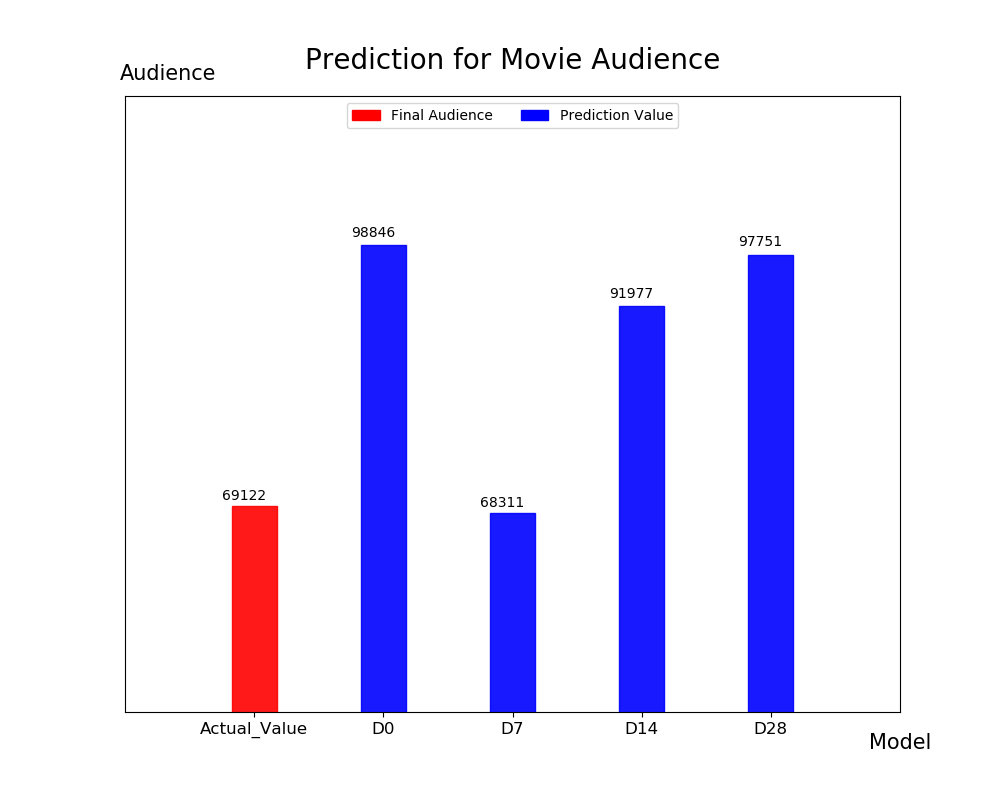 Prediction for Movie Audience
Audience
Final Audience Prediction Value
98846
97751
91977
69122
68311
Actual_Value D0 D7 D14 D28
Model